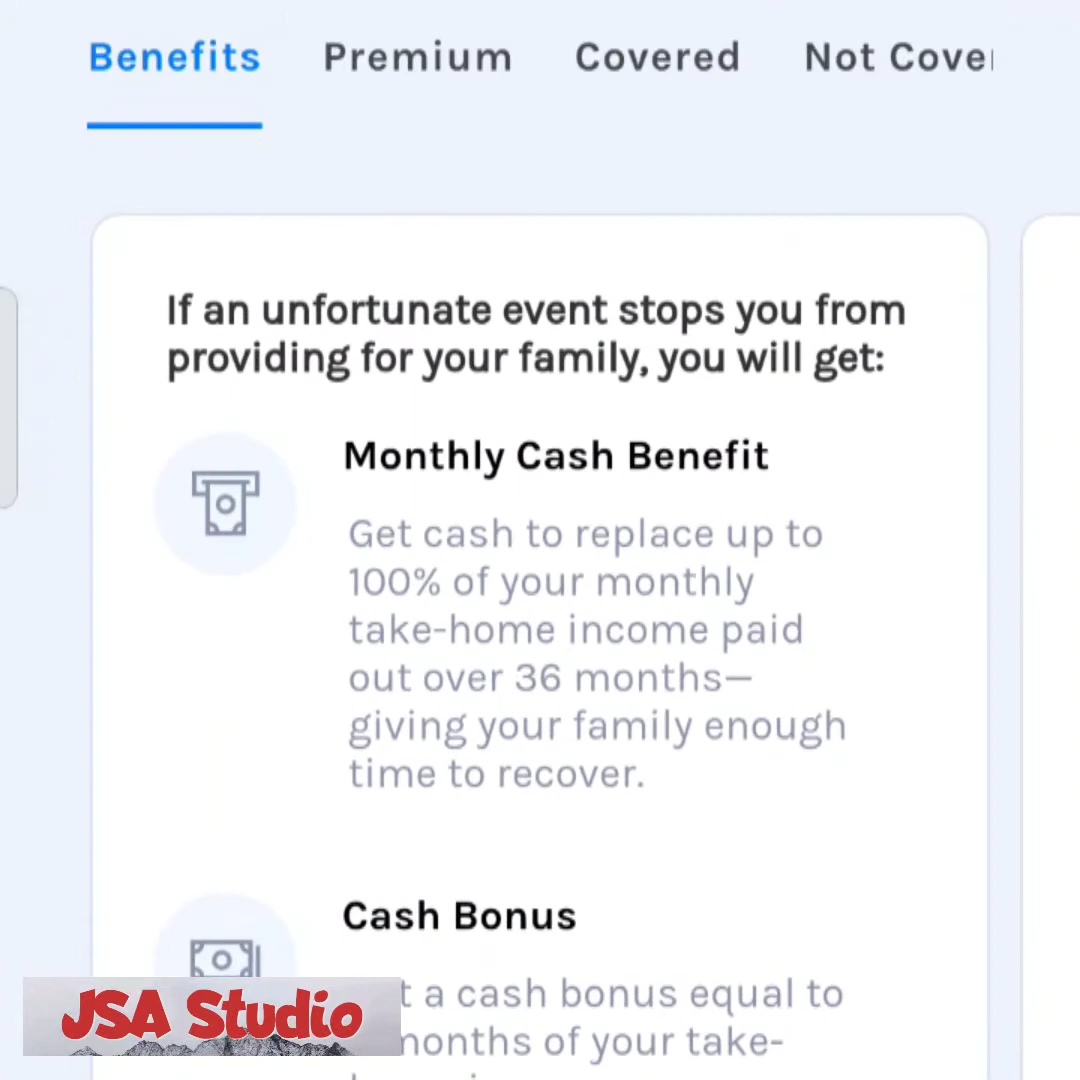 Benefits Premium Covered Not Cover
If an unfortunate event stops you from
providing for your family, you will get:
Monthly Cash Benefit
Get cash to replace up to
100% of your monthly
take-home income paid
out over 36 months—
giving your family enough
time to recover.
Cash Bonus
t a cash bonus equal to
months of your take-
JSA Studio